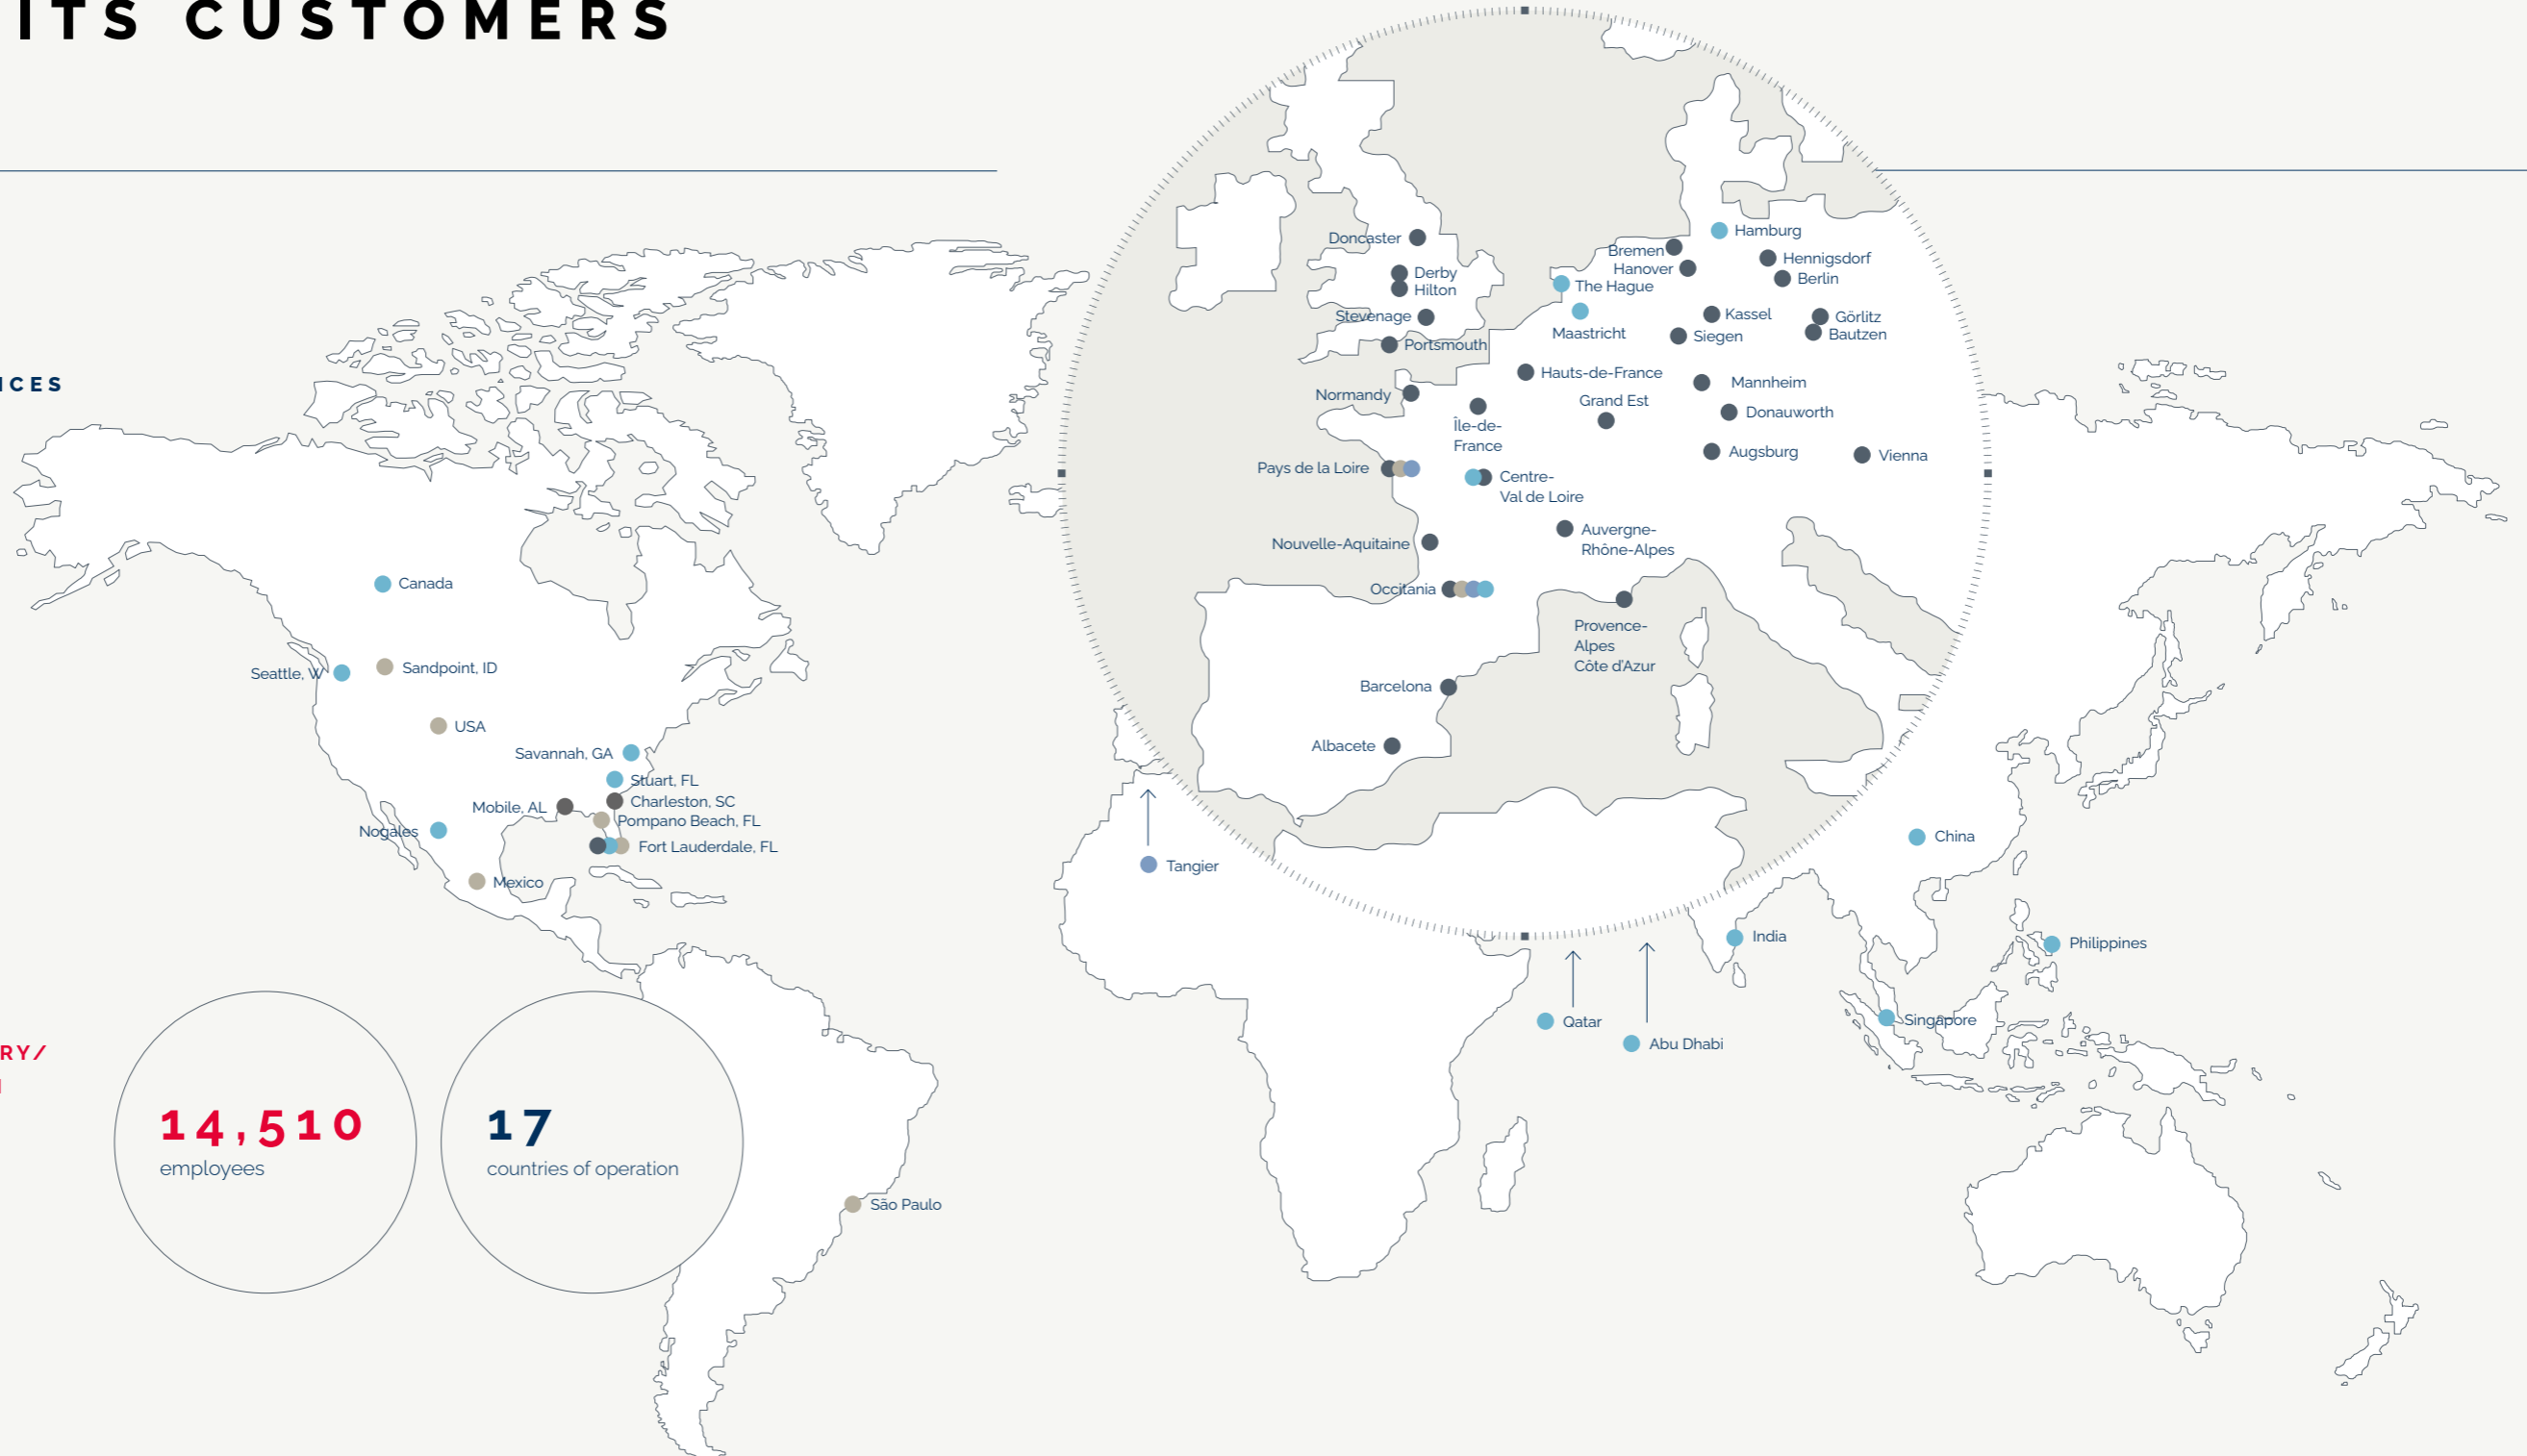 ITS CUSTOMERS
ICES
Canada
Seattle, W
Sandpoint, ID
USA
Savannah, GA
Stuart, FL
Mobile, AL
Charleston, SC
Pompano Beach, FL
Nogales
Fort Lauderdale, FL
Mexico
RY/
14,510
employees
17
countries of operation
São Paulo
Doncaster
Derby
Hilton
Stevenage
Portsmouth
Hamburg
Bremen
Hanover
Hennigsdorf
Berlin
The Hague
Maastricht
Kassel
Siegen
Görlitz
Bautzen
Hauts-de-France
Normandy
Île-de-
France
Grand Est
Mannheim
Donauworth
Augsburg
Vienna
Pays de la Loire
Centre-
Val de Loire
Nouvelle-Aquitaine
Auvergne-
Rhône-Alpes
Occitania
Provence-
Alpes
Côte d'Azur
Barcelona
Albacete
Tangier
Qatar
Abu Dhabi
India
China
Philippines
Singapore